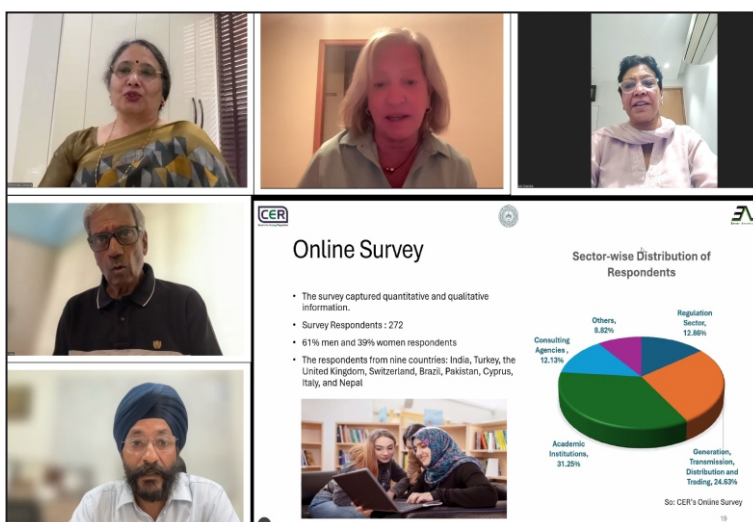 CER
Online Survey
• The survey captured quantitative and qualitative
information.
• Survey Respondents : 272
• 61% men and 39% women respondents
• The respondents from nine countries: India, Turkey, the
United Kingdom, Switzerland, Brazil, Pakistan, Cyprus,
Italy, and Nepal
Sector-wise Distribution of
Respondents
Others,
8.82%
Regulation
Sector,
12.86%
Consulting
Agencies ,
12.13%
Academic
Institutions,
31.25%
Generation,
Transmission,
Distribution and
Trading, 24.63%
So: CER's Online Survey
19